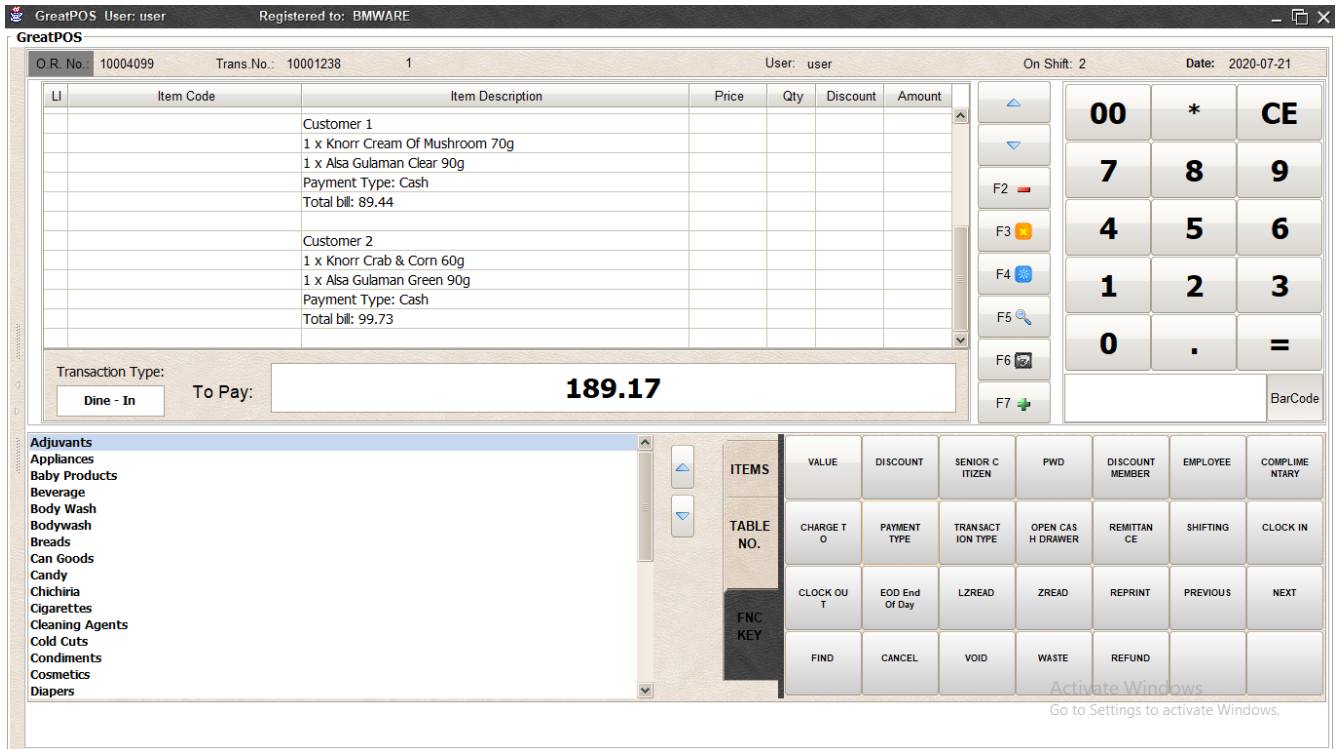 GreatPOS User: user Registered to: BMWARE
GreatPOS
O.R. No.: 10004099 Trans.No.: 10001238 1 User: user On Shift: 2 Date: 2020-07-21
LI Item Code Item Description Price Qty Discount Amount
Customer 1
1 x Knorr Cream Of Mushroom 70g
1 x Alsa Gulaman Clear 90g
Payment Type: Cash
Total bill: 89.44
Customer 2
1 x Knorr Crab & Corn 60g
1 x Alsa Gulaman Green 90g
Payment Type: Cash
Total bill: 99.73
F2
F3
F4
F5
F6
F7
00 * CE
7 8 9
4 5 6
1 2 3
0 . =
BarCode
Transaction Type:
Dine - In
To Pay: 189.17
Adjuvants
Appliances
Baby Products
Beverage
Body Wash
Bodywash
Breads
Can Goods
Candy
Chichiria
Cigarettes
Cleaning Agents
Cold Cuts
Condiments
Cosmetics
Diapers
ITEMS
TABLE
NO.
FNC
KEY
VALUE
DISCOUNT
SENIOR C
ITIZEN
PWD
DISCOUNT
MEMBER
EMPLOYEE
COMPLIME
NTARY
CHARGE T
O
PAYMENT
TYPE
TRANSACT
ION TYPE
OPEN CAS
H DRAWER
REMITTAN
CE
SHIFTING
CLOCK IN
CLOCK OU
T
EOD End
Of Day
LZREAD
ZREAD
REPRINT
PREVIOUS
NEXT
FIND
CANCEL
VOID
WASTE
REFUND
Activate Windows
Go to Settings to activate Windows.